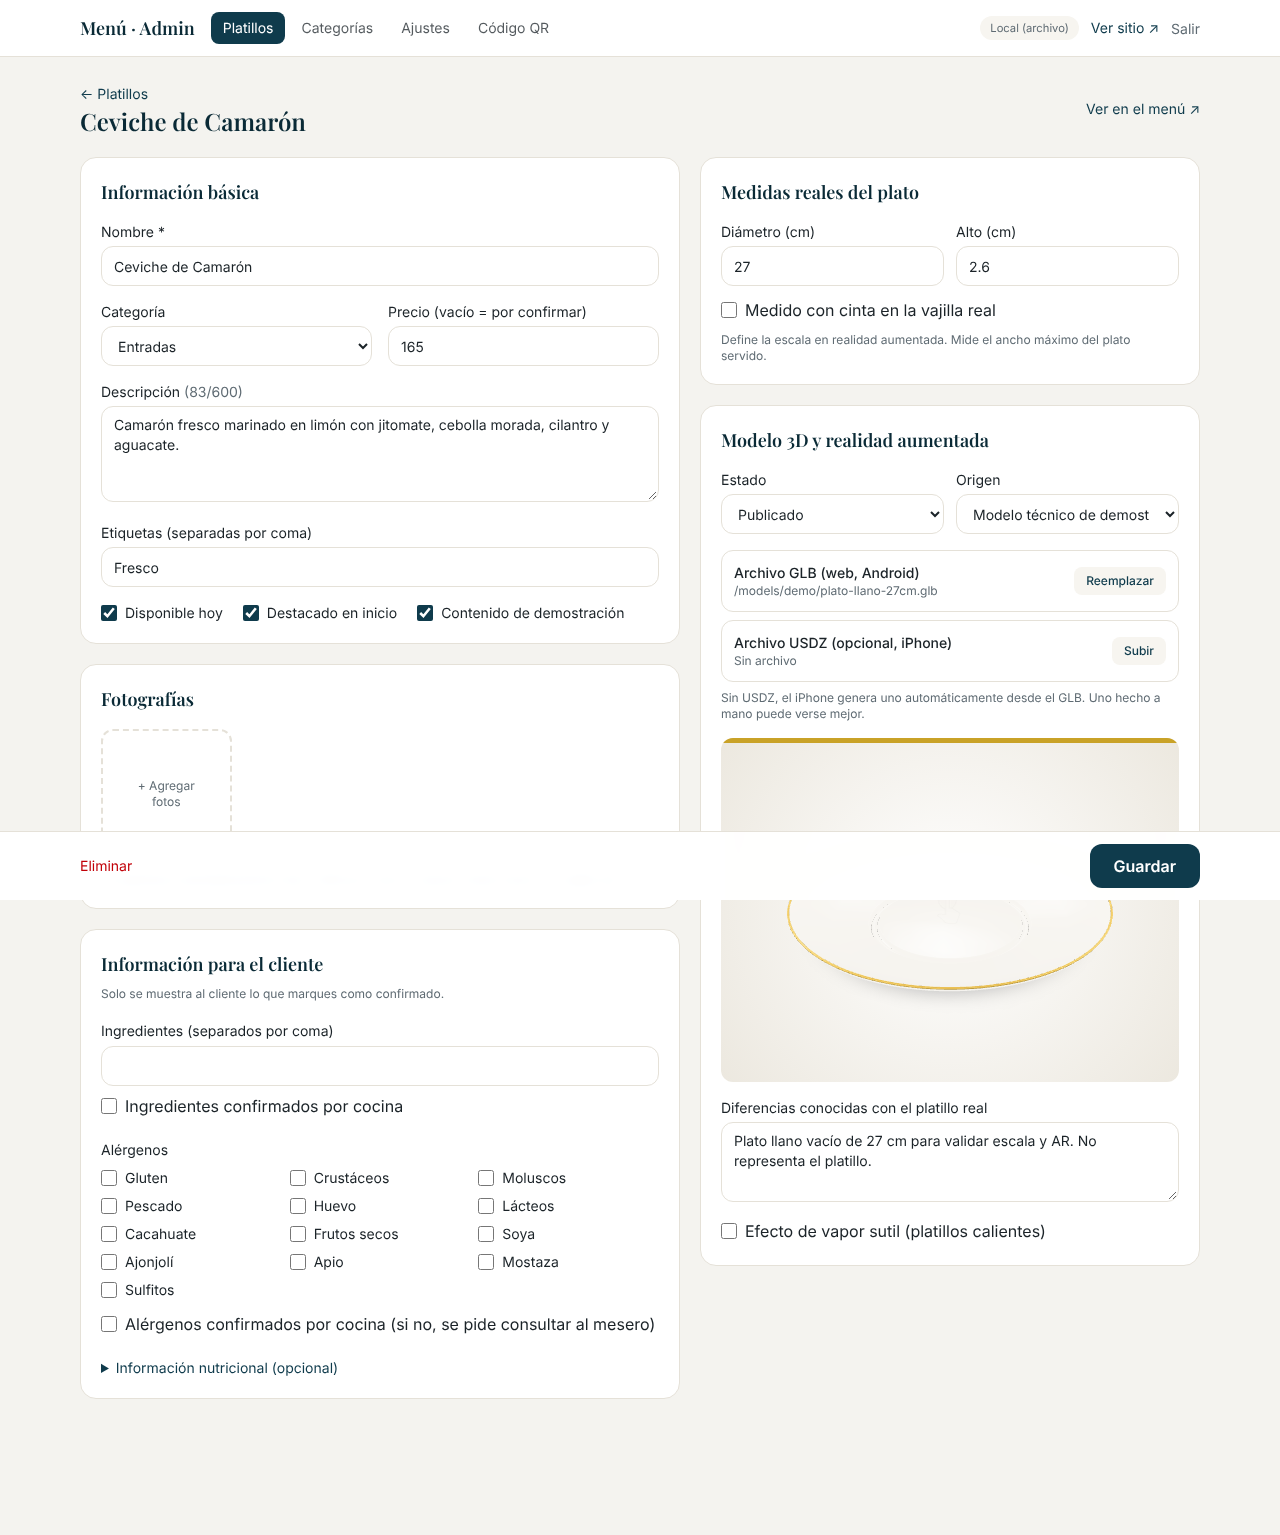 Menú · Admin
Platillos
Categorías
Ajustes
Código QR
Local (archivo)
Ver sitio ↗
Salir
← Platillos
Ceviche de Camarón
Ver en el menú ↗
Información básica
Nombre *
Ceviche de Camarón
Categoría
Precio (vacío = por confirmar)
Entradas
165
Descripción (83/600)
Camarón fresco marinado en limón con jitomate, cebolla morada, cilantro y
aguacate.
Etiquetas (separadas por coma)
Fresco
Disponible hoy
Destacado en inicio
Contenido de demostración
Fotografías
+ Agregar
fotos
Información para el cliente
Solo se muestra al cliente lo que marques como confirmado.
Ingredientes (separados por coma)
Ingredientes confirmados por cocina
Alérgenos
Gluten
Crustáceos
Moluscos
Pescado
Huevo
Lácteos
Cacahuate
Frutos secos
Soya
Ajonjolí
Apio
Mostaza
Sulfitos
Alérgenos confirmados por cocina (si no, se pide consultar al mesero)
Información nutricional (opcional)
Medidas reales del plato
Diámetro (cm)
Alto (cm)
27
2.6
Medido con cinta en la vajilla real
Define la escala en realidad aumentada. Mide el ancho máximo del plato
servido.
Modelo 3D y realidad aumentada
Estado
Origen
Publicado
Modelo técnico de demost
Archivo GLB (web, Android)
/models/demo/plato-llano-27cm.glb
Reemplazar
Archivo USDZ (opcional, iPhone)
Sin archivo
Subir
Sin USDZ, el iPhone genera uno automáticamente desde el GLB. Uno hecho a
mano puede verse mejor.
Diferencias conocidas con el platillo real
Plato llano vacío de 27 cm para validar escala y AR. No
representa el platillo.
Efecto de vapor sutil (platillos calientes)
Eliminar
Guardar